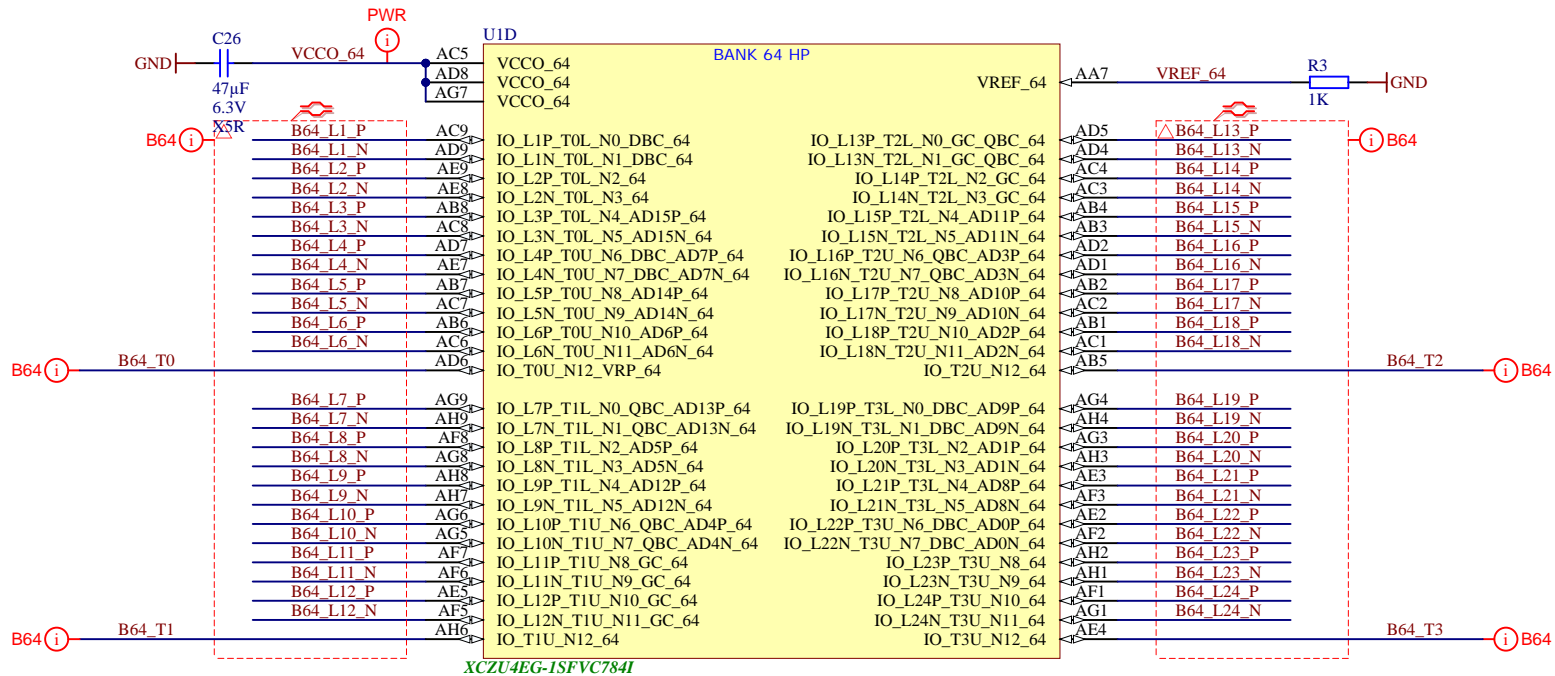 PWR
i
U1D
BANK 64 HP
C26
GND
VCCO_64
47µF
6.3V
X5R
AC5 VCCO_64
AD8 VCCO_64
AG7 VCCO_64
VREF_64 AA7 VREF_64
R3
1K
GND
B64 i
B64_L1_P AC9 IO_L1P_T0L_N0_DBC_64
B64_L1_N AD9 IO_L1N_T0L_N1_DBC_64
B64_L2_P AE9 IO_L2P_T0L_N2_64
B64_L2_N AE8 IO_L2N_T0L_N3_64
B64_L3_P AB8 IO_L3P_T0L_N4_AD15P_64
B64_L3_N AC8 IO_L3N_T0L_N5_AD15N_64
B64_L4_P AD7 IO_L4P_T0U_N6_DBC_AD7P_64
B64_L4_N AE7 IO_L4N_T0U_N7_DBC_AD7N_64
B64_L5_P AB7 IO_L5P_T0U_N8_AD14P_64
B64_L5_N AC7 IO_L5N_T0U_N9_AD14N_64
B64_L6_P AB6 IO_L6P_T0U_N10_AD6P_64
B64_L6_N AC6 IO_L6N_T0U_N11_AD6N_64
B64 i B64_T0 AD6 IO_T0U_N12_VRP_64
B64_L7_P AG9 IO_L7P_T1L_N0_QBC_AD13P_64
B64_L7_N AH9 IO_L7N_T1L_N1_QBC_AD13N_64
B64_L8_P AF8 IO_L8P_T1L_N2_AD5P_64
B64_L8_N AG8 IO_L8N_T1L_N3_AD5N_64
B64_L9_P AH8 IO_L9P_T1L_N4_AD12P_64
B64_L9_N AH7 IO_L9N_T1L_N5_AD12N_64
B64_L10_P AG6 IO_L10P_T1U_N6_QBC_AD4P_64
B64_L10_N AG5 IO_L10N_T1U_N7_QBC_AD4N_64
B64_L11_P AF7 IO_L11P_T1U_N8_GC_64
B64_L11_N AF6 IO_L11N_T1U_N9_GC_64
B64_L12_P AE5 IO_L12P_T1U_N10_GC_64
B64_L12_N AF5 IO_L12N_T1U_N11_GC_64
B64 i B64_T1 AH6 IO_T1U_N12_64
IO_L13P_T2L_N0_GC_QBC_64 AD5 B64_L13_P
i B64
IO_L13N_T2L_N1_GC_QBC_64 AD4 B64_L13_N
IO_L14P_T2L_N2_GC_64 AC4 B64_L14_P
IO_L14N_T2L_N3_GC_64 AC3 B64_L14_N
IO_L15P_T2L_N4_AD11P_64 AB4 B64_L15_P
IO_L15N_T2L_N5_AD11N_64 AB3 B64_L15_N
IO_L16P_T2U_N6_QBC_AD3P_64 AD2 B64_L16_P
IO_L16N_T2U_N7_QBC_AD3N_64 AD1 B64_L16_N
IO_L17P_T2U_N8_AD10P_64 AB2 B64_L17_P
IO_L17N_T2U_N9_AD10N_64 AC2 B64_L17_N
IO_L18P_T2U_N10_AD2P_64 AB1 B64_L18_P
IO_L18N_T2U_N11_AD2N_64 AC1 B64_L18_N
IO_T2U_N12_64 AB5 B64_T2 i B64
IO_L19P_T3L_N0_DBC_AD9P_64 AG4 B64_L19_P
IO_L19N_T3L_N1_DBC_AD9N_64 AH4 B64_L19_N
IO_L20P_T3L_N2_AD1P_64 AG3 B64_L20_P
IO_L20N_T3L_N3_AD1N_64 AH3 B64_L20_N
IO_L21P_T3L_N4_AD8P_64 AE3 B64_L21_P
IO_L21N_T3L_N5_AD8N_64 AF3 B64_L21_N
IO_L22P_T3U_N6_DBC_AD0P_64 AE2 B64_L22_P
IO_L22N_T3U_N7_DBC_AD0N_64 AF2 B64_L22_N
IO_L23P_T3U_N8_64 AH2 B64_L23_P
IO_L23N_T3U_N9_64 AH1 B64_L23_N
IO_L24P_T3U_N10_64 AF1 B64_L24_P
IO_L24N_T3U_N11_64 AG1 B64_L24_N
IO_T3U_N12_64 AE4 B64_T3 i B64
XCZU4EG-1SFVC784I